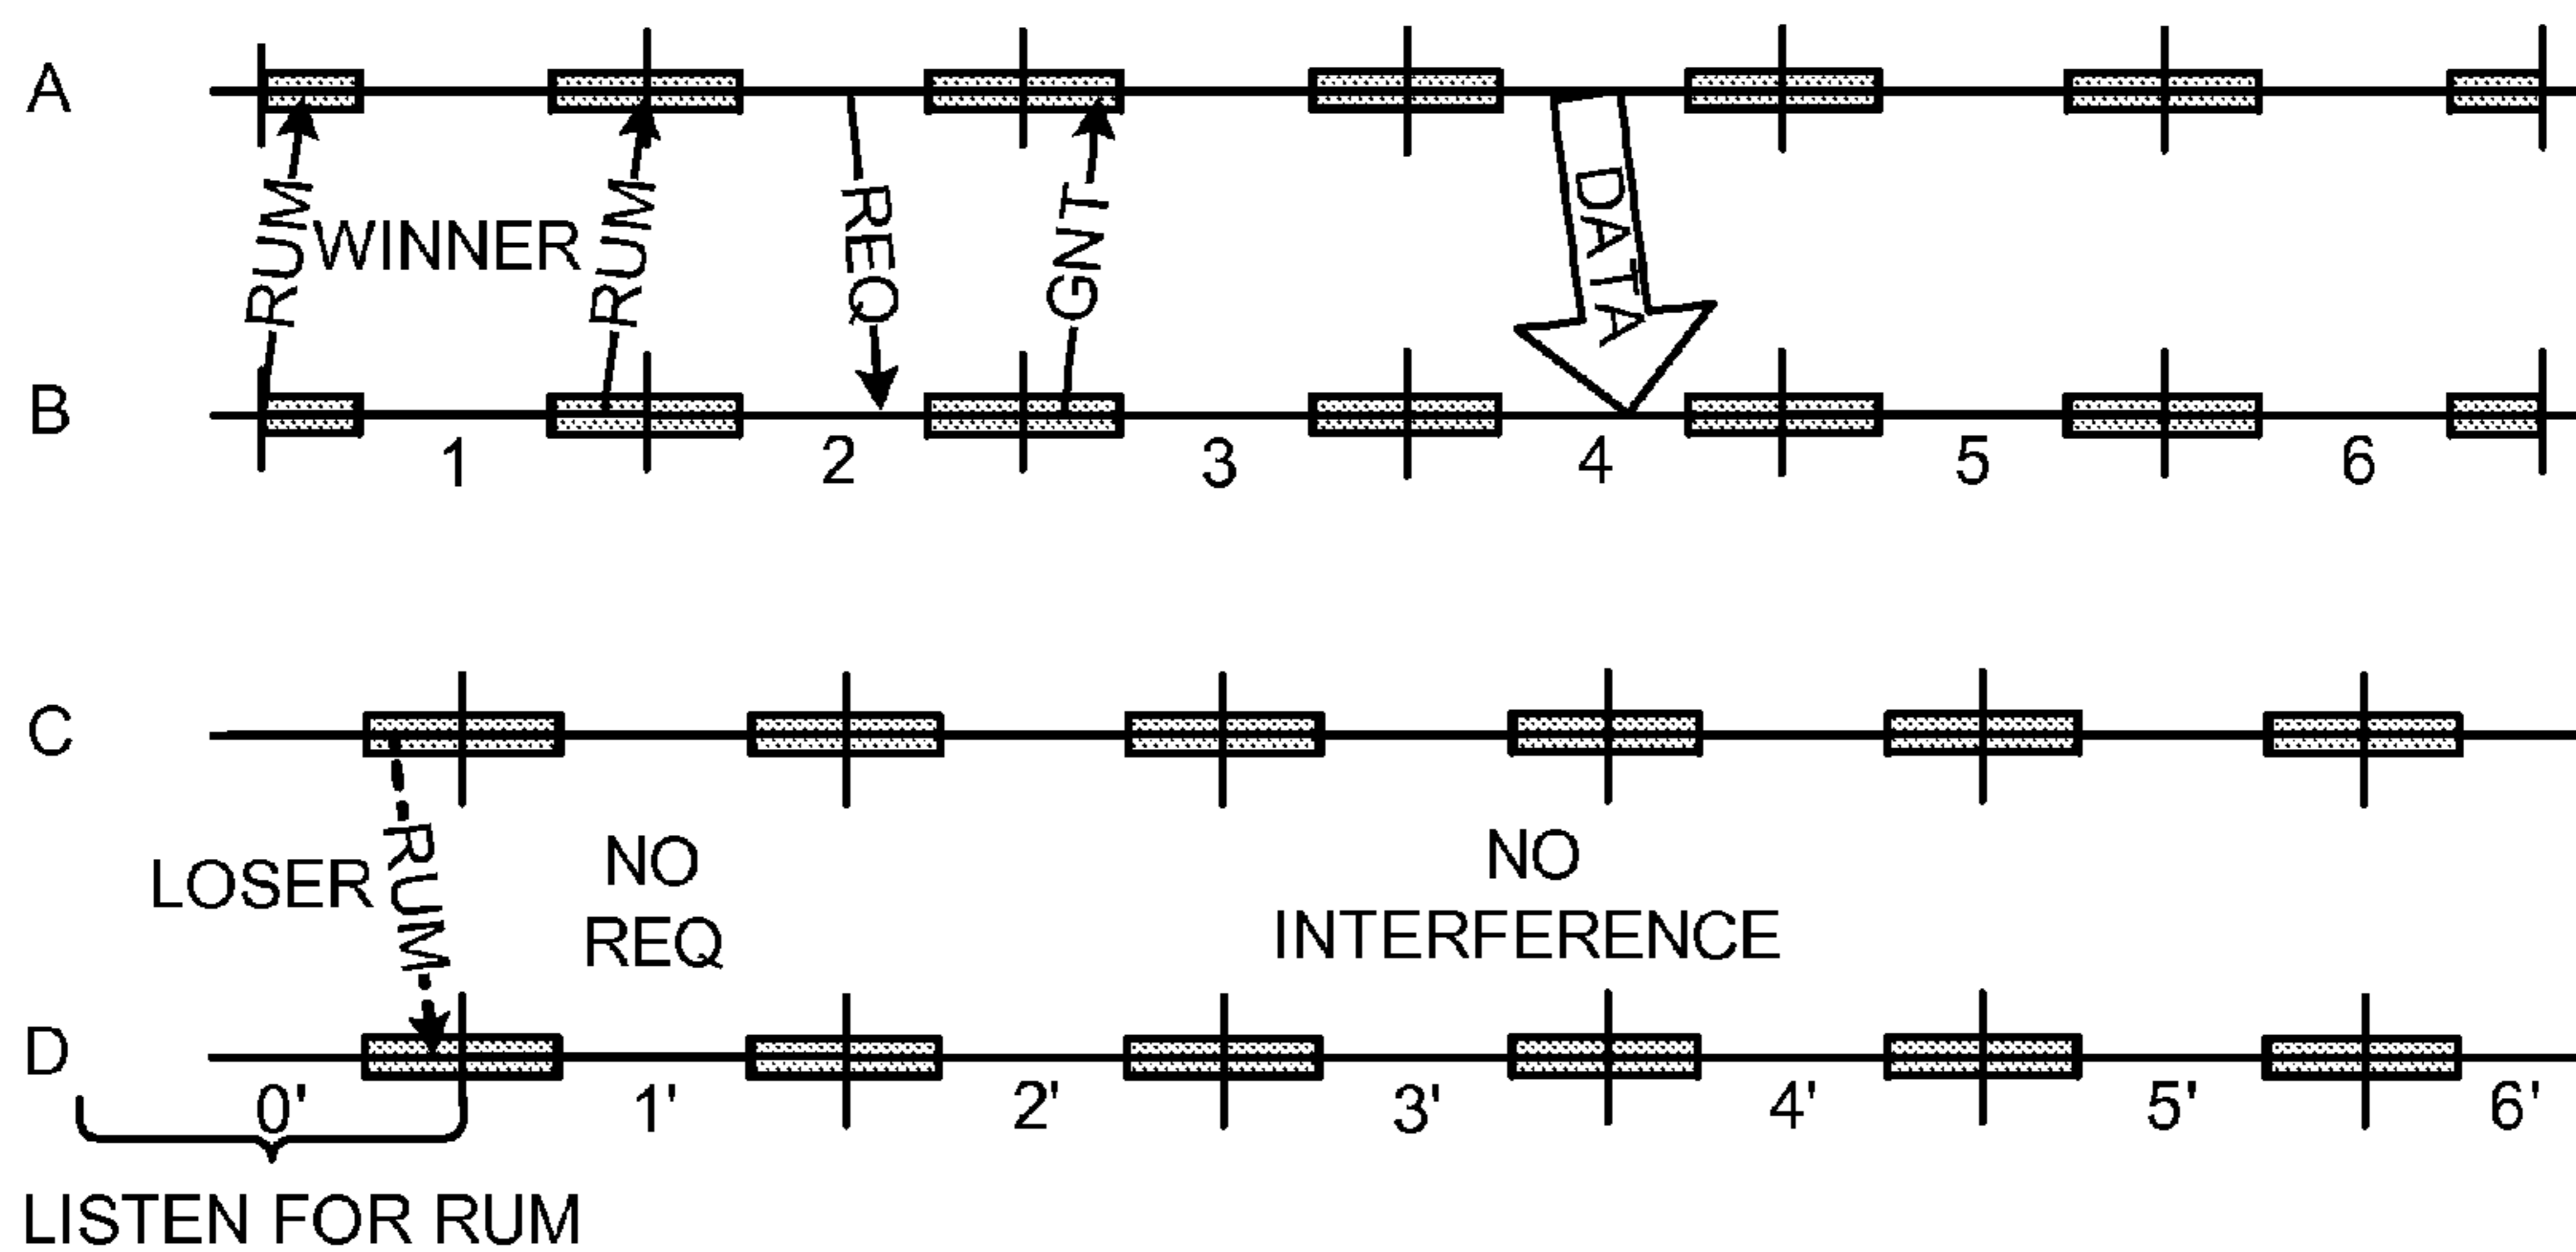 A
RUM
WINNER
RUM
REQ
GNT
DATA
B
1
2
3
4
5
6
C
LOSER
RUM
NO
REQ
NO
INTERFERENCE
D
0'
1'
2'
3'
4'
5'
6'
LISTEN FOR RUM